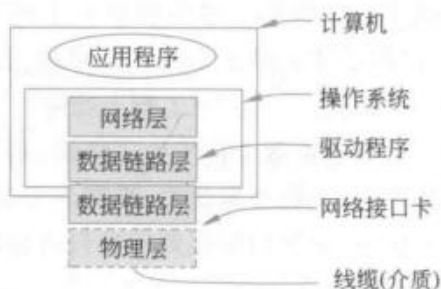 计算机
应用程序
操作系统
网络层
数据链路层
驱动程序
数据链路层
网络接口卡
物理层
线缆(介质)